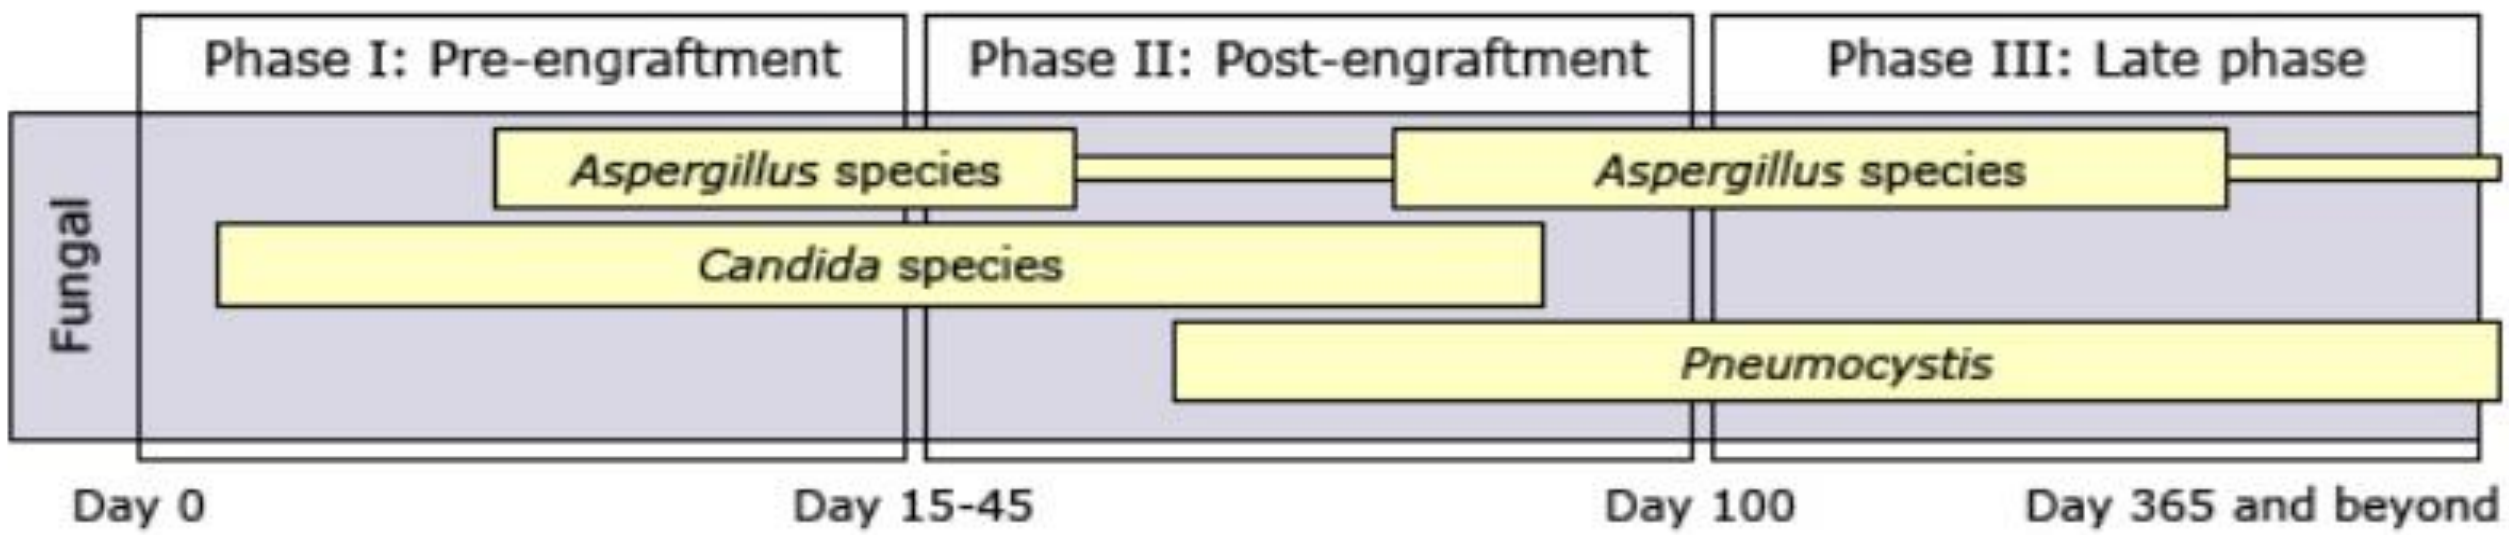 Phase I: Pre-engraftment
Phase II: Post-engraftment
Phase III: Late phase
Fungal
Aspergillus species
Aspergillus species
Candida species
Pneumocystis
Day 0
Day 15-45
Day 100
Day 365 and beyond